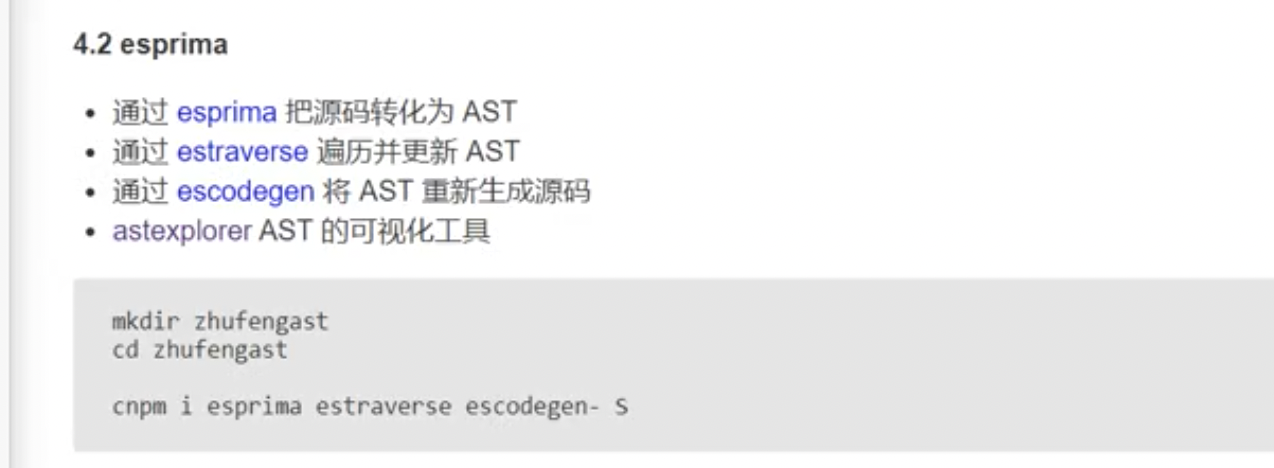 4.2 esprima
• 通过 esprima 把源码转化为 AST
• 通过 estraverse 遍历并更新 AST
• 通过 escodegen 将 AST 重新生成源码
• astexplorer AST 的可视化工具
mkdir zhufengast
cd zhufengast
cnpm i esprima estraverse escodegen- S